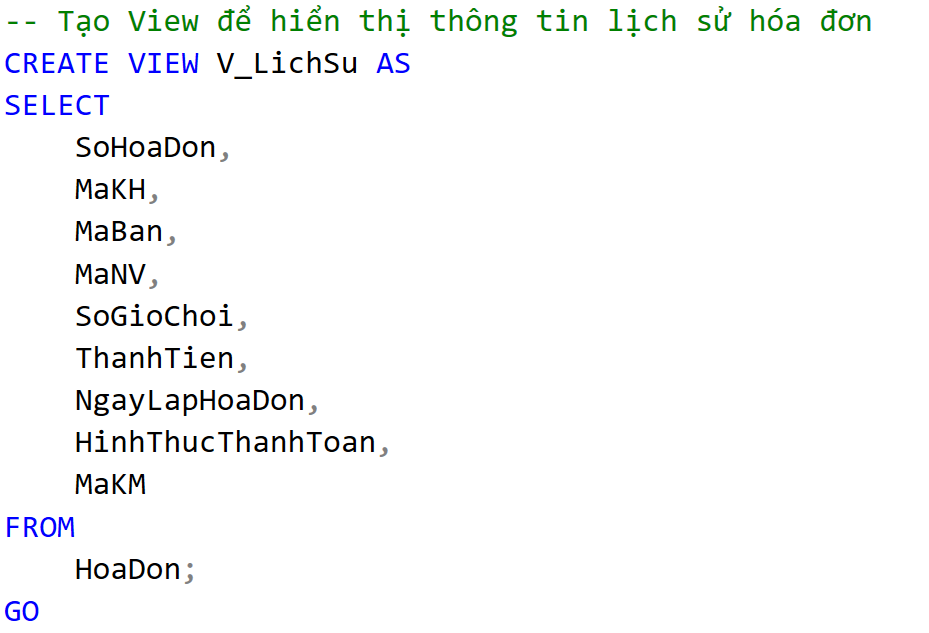 -- Tạo View để hiển thị thông tin lịch sử hóa đơn
CREATE VIEW V_LichSu AS
SELECT
    SoHoaDon,
    MaKH,
    MaBan,
    MaNV,
    SoGioChoi,
    ThanhTien,
    NgayLapHoaDon,
    HinhThucThanhToan,
    MaKM
FROM
    HoaDon;
GO